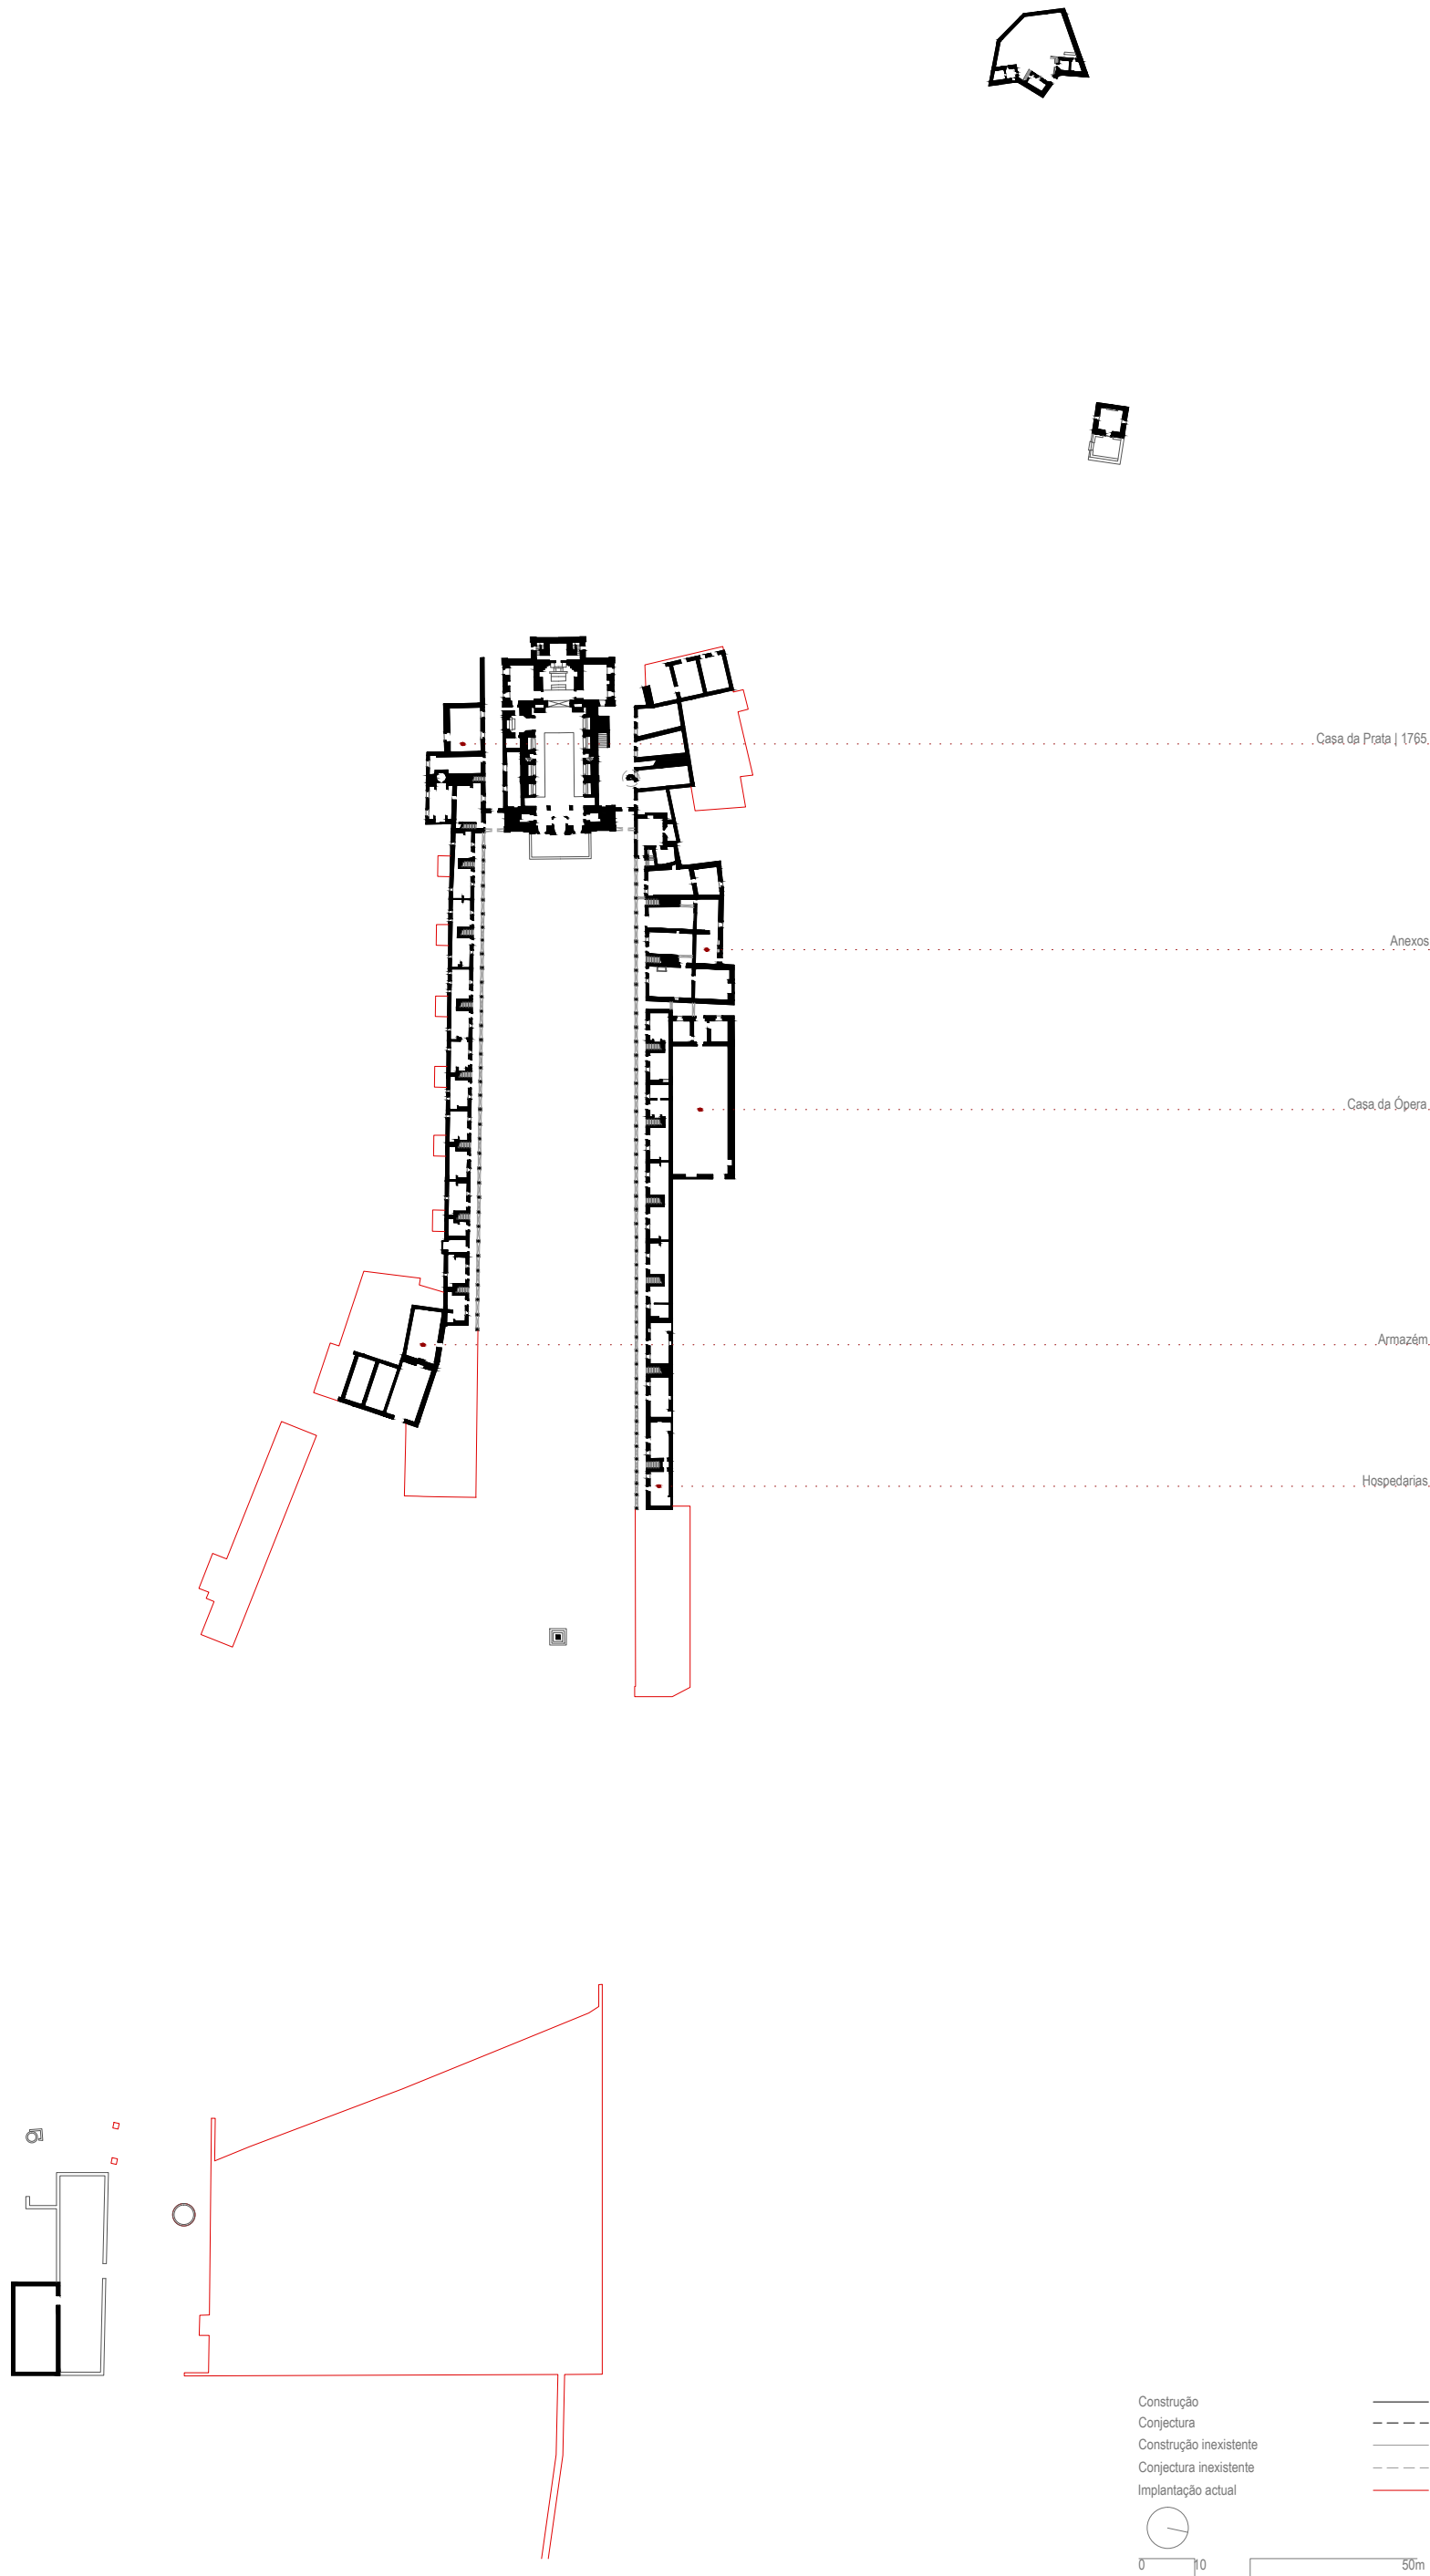 Casa da Prata | 1765
Anexos
Casa da Ópera
Armazém
Hospedarias
Construção
Conjectura
Construção inexistente
Conjectura inexistente
Implantação actual
0 10 50m